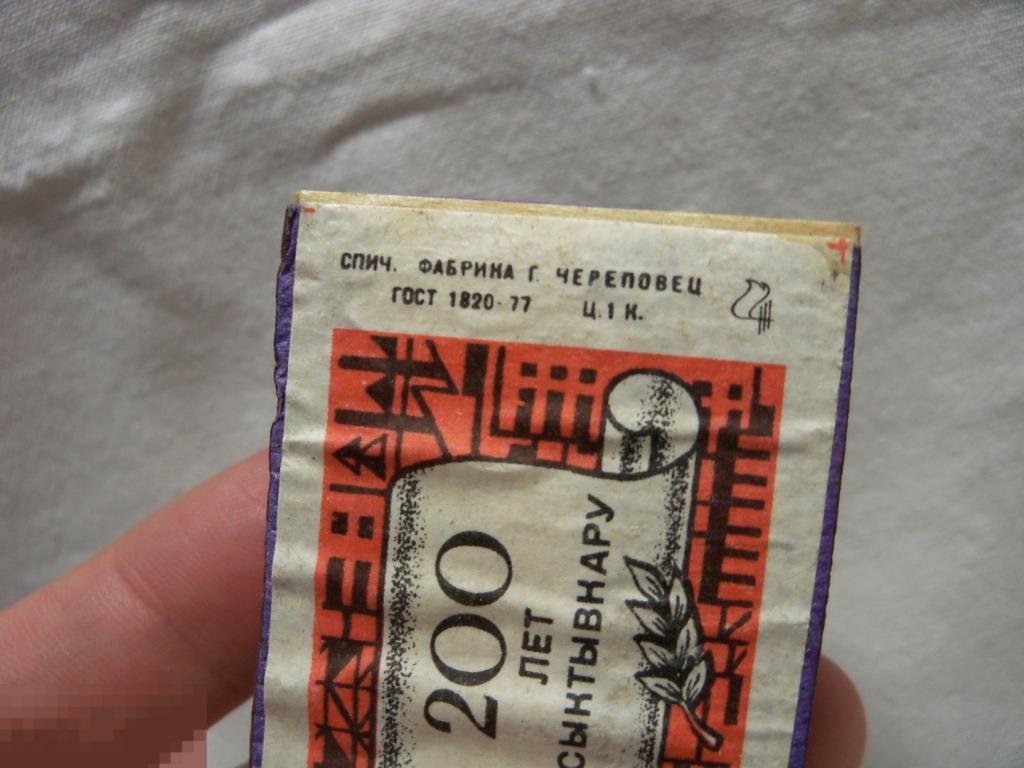 СПИЧ. ФАБРИКА Г. ЧЕРЕПОВЕЦ
ГОСТ 1820-77 Ц.1 К.
200
ЛЕТ
СЫКТЫВКАРУ